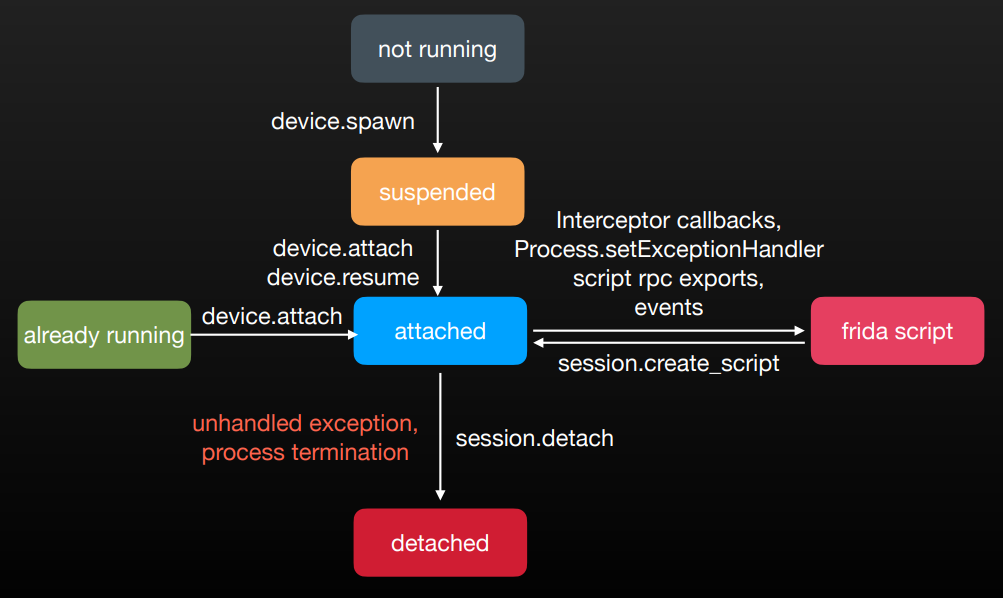 not running
device.spawn
suspended
device.attach
device.resume
Interceptor callbacks,
Process.setExceptionHandler
script rpc exports,
events
already running
device.attach
attached
frida script
session.create_script
unhandled exception,
process termination
session.detach
detached